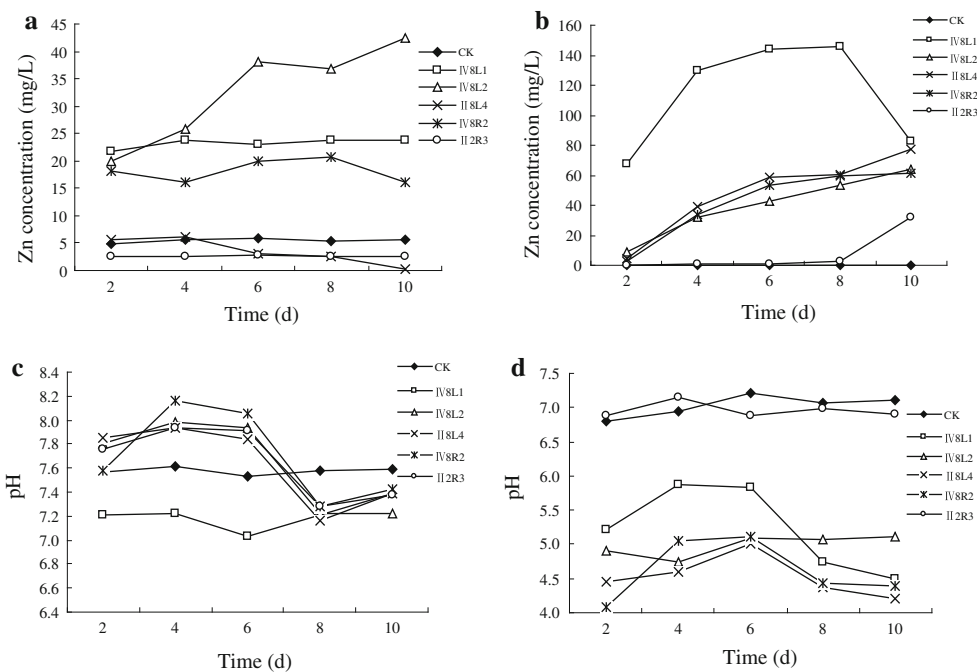 a
Zn concentration (mg/L)
45
40
35
30
25
20
15
10
5
0
2 4 6 8 10
Time (d)
CK
Ⅳ8L1
Ⅳ8L2
Ⅱ8L4
Ⅳ8R2
Ⅱ2R3
b
Zn concentration (mg/L)
160
140
120
100
80
60
40
20
0
2 4 6 8 10
Time (d)
CK
Ⅳ8L1
Ⅳ8L2
Ⅱ8L4
Ⅳ8R2
Ⅱ2R3
c
pH
8.4
8.2
8.0
7.8
7.6
7.4
7.2
7.0
6.8
6.6
6.4
2 4 6 8 10
Time (d)
CK
Ⅳ8L1
Ⅳ8L2
Ⅱ8L4
Ⅳ8R2
Ⅱ2R3
d
pH
7.5
7.0
6.5
6.0
5.5
5.0
4.5
4.0
2 4 6 8 10
Time (d)
CK
Ⅳ8L1
Ⅳ8L2
Ⅱ8L4
Ⅳ8R2
Ⅱ2R3